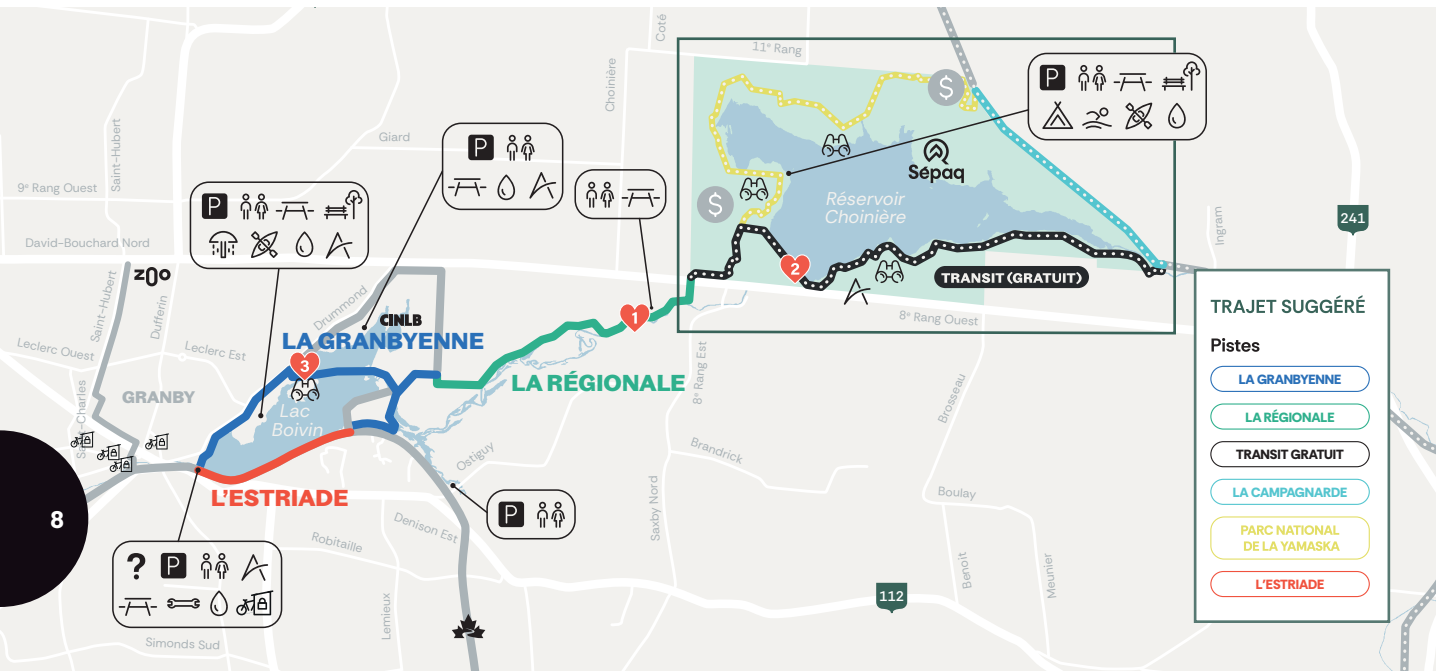 Coté
11ᵉ Rang
Choinière
Saint-Hubert
Giard
$
P
9ᵉ Rang Ouest
P
P
Sépaq
Réservoir
Choinière
$
Ingram
241
David-Bouchard Nord
zoo
2
TRANSIT (GRATUIT)
Saint-Hubert
Dufferin
Drummond
CINLB
1
8ᵉ Rang Ouest
TRAJET SUGGÉRÉ
LA GRANBYENNE
Pistes
Leclerc Ouest
Leclerc Est
3
8ᵉ Rang Est
LA GRANBYENNE
LA RÉGIONALE
GRANBY
Saint-Charles
Lac
Boivin
Brosseau
LA RÉGIONALE
Ostiguy
Brandrick
TRANSIT GRATUIT
L'ESTRIADE
Saxby Nord
Boulay
LA CAMPAGNARDE
8
P
Denison Est
PARC NATIONAL
DE LA YAMASKA
Robitaille
? P
Benoit
Meunier
L'ESTRIADE
Lemieux
112
Simonds Sud